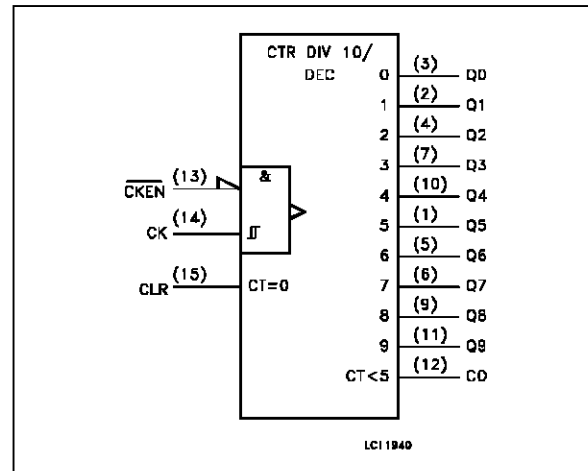 CTR DIV 10/
DEC
0 (3) Q0
1 (2) Q1
2 (4) Q2
3 (7) Q3
4 (10) Q4
5 (1) Q5
6 (5) Q6
7 (6) Q7
8 (9) Q8
9 (11) Q9
CT<5 (12) CO
&
CKEN (13)
CK (14)
CLR (15) CT=0
LC11940